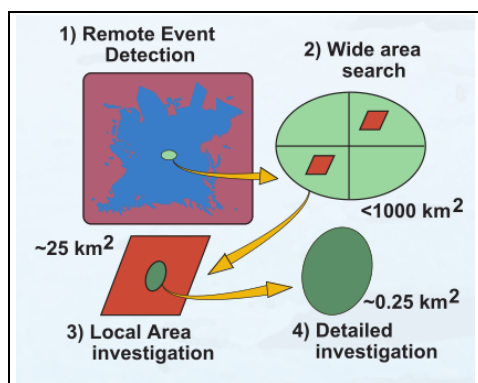 1) Remote Event
Detection
2) Wide area
search
<1000 km²
~25 km²
~0.25 km²
3) Local Area
investigation
4) Detailed
investigation